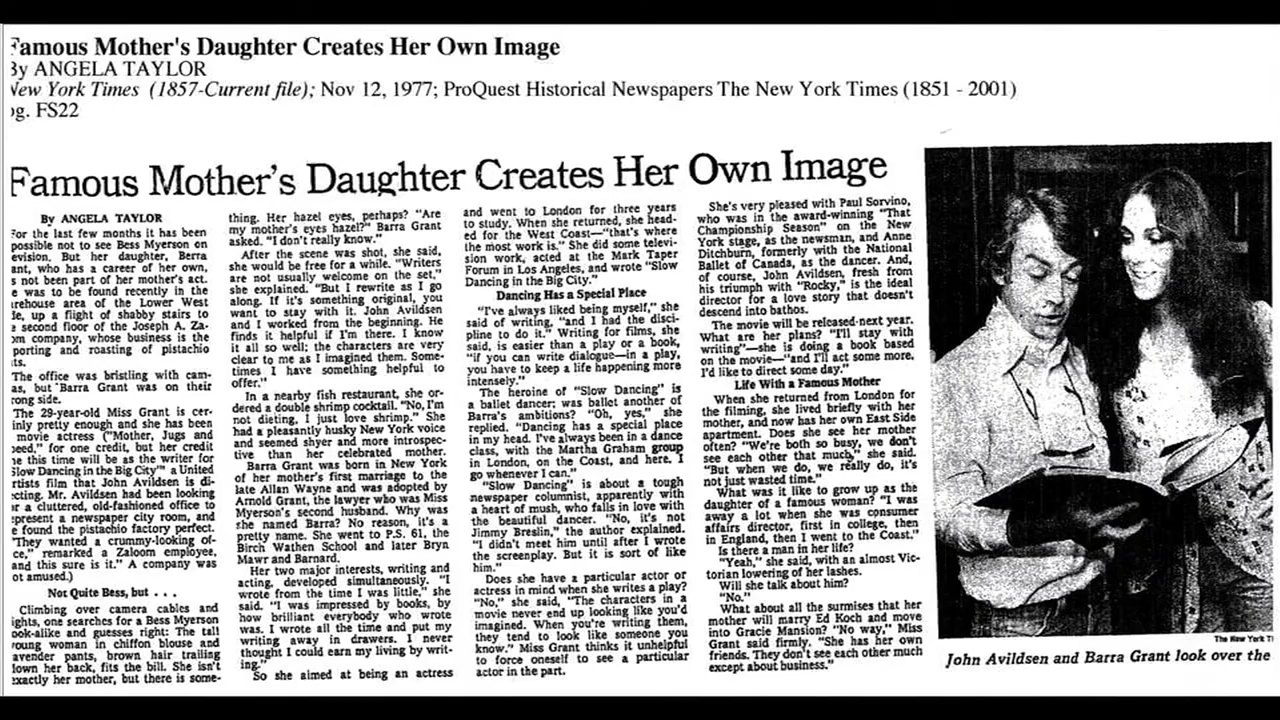 Famous Mother's Daughter Creates Her Own Image
By ANGELA TAYLOR
New York Times (1857-Current file); Nov 12, 1977; ProQuest Historical Newspapers The New York Times (1851 - 2001)
pg. FS22
Famous Mother's Daughter Creates Her Own Image
By ANGELA TAYLOR
For the last few months it has been
possible not to see Bess Myerson on
evision. But her daughter, Berra
ant, who has a career of her own,
s not been part of her mother's act.
e was to be found recently in the
rehouse area of the Lower West
le, up a flight of shabby stairs to
e second floor of the Joseph A. Za-
om company, whose business is the
porting and roasting of pistachio
ts.
The office was bristling with cam-
as, but Barra Grant was on their
rong side.
The 29-year-old Miss Grant is cer-
inly pretty enough and she has been
movie actress ("Mother, Jugs and
eed," for one credit, but her credit
e this time will be as the writer for
Slow Dancing in the Big City" a United
rtists film that John Avildsen is di-
cting. Mr. Avildsen had been looking
r a cluttered, old-fashioned office to
present a newspaper city room, and
e found the pistachio factory perfect.
They wanted a crummy-looking of-
ce," remarked a Zaloom employee,
and this sure is it." A company was
ot amused.)
Not Quite Bess, but . . .
Climbing over camera cables and
ights, one searches for a Bess Myerson
ook-alike and guesses right: The tall
young woman in chiffon blouse and
avender pants, brown hair trailing
down her back, fits the bill. She isn't
exactly her mother, but there is some-
thing. Her hazel eyes, perhaps? "Are
my mother's eyes hazel?" Barra Grant
asked. "I don't really know."
After the scene was shot, she said,
she would be free for a while. "Writers
are not usually welcome on the set,"
she explained. "But I rewrite as I go
along. If it's something original, you
want to stay with it. John Avildsen
and I worked from the beginning. He
finds it helpful if I'm there. I know
it all so well; the characters are very
clear to me as I imagined them. Some-
times I have something helpful to
offer."
In a nearby fish restaurant, she or-
dered a double shrimp cocktail. "No, I'm
not dieting, I just love shrimp." She
had a pleasantly husky New York voice
and seemed shyer and more introspec-
tive than her celebrated mother.
Barra Grant was born in New York
of her mother's first marriage to the
late Allan Wayne and was adopted by
Arnold Grant, the lawyer who was Miss
Myerson's second husband. Why was
she named Barra? No reason, it's a
pretty name. She went to P.S. 61, the
Birch Wathen School and later Bryn
Mawr and Barnard.
Her two major interests, writing and
acting, developed simultaneously. "I
wrote from the time I was little," she
said. "I was impressed by books, by
how brilliant everybody who wrote
was. I wrote all the time and put my
writing away in drawers. I never
thought I could earn my living by writ-
ing."
So she aimed at being an actress
and went to London for three years
to study. When she returned, she head-
ed for the West Coast—"that's where
the most work is." She did some televi-
sion work, acted at the Mark Taper
Forum in Los Angeles, and wrote "Slow
Dancing in the Big City."
Dancing Has a Special Place
"I've always liked being myself," she
said of writing, "and I had the disci-
pline to do it." Writing for films, she
said, is easier than a play or a book,
"if you can write dialogue—in a play,
you have to keep a life happening more
intensely."
The heroine of "Slow Dancing" is
a ballet dancer; was ballet another of
Barra's ambitions? "Oh, yes," she
replied. "Dancing has a special place
in my head. I've always been in a dance
class, with the Martha Graham group
in London, on the Coast, and here. I
go whenever I can."
"Slow Dancing" is about a tough
newspaper columnist, apparently with
a heart of mush, who falls in love with
the beautiful dancer. "No, it's not
Jimmy Breslin," the author explained.
"I didn't meet him until after I wrote
the screenplay. But it is sort of like
him."
Does she have a particular actor or
actress in mind when she writes a play?
"No," she said, "The characters in a
movie never end up looking like you'd
imagined. When you're writing them,
they tend to look like someone you
know." Miss Grant thinks it unhelpful
to force oneself to see a particular
actor in the part.
She's very pleased with Paul Sorvino,
who was in the award-winning "That
Championship Season" on the New
York stage, as the newsman, and Anne
Ditchburn, formerly with the National
Ballet of Canada, as the dancer. And,
of course, John Avildsen, fresh from
his triumph with "Rocky," is the ideal
director for a love story that doesn't
descend into bathos.
The movie will be released next year.
What are her plans? "I'll stay with
writing"—she is doing a book based
on the movie—"and I'll act some more.
I'd like to direct some day."
Life With a Famous Mother
When she returned from London for
the filming, she lived briefly with her
mother, and now has her own East Side
apartment. Does she see her mother
often? "We're both so busy, we don't
see each other that much," she said.
"But when we do, we really do, it's
not just wasted time."
What was it like to grow up as the
daughter of a famous woman? "I was
away a lot when she was consumer
affairs director, first in college, then
in England, then I went to the Coast."
Is there a man in her life?
"Yeah," she said, with an almost Vic-
torian lowering of her lashes.
Will she talk about him?
"No."
What about all the surmises that her
mother will marry Ed Koch and move
into Gracie Mansion? "No way," Miss
Grant said firmly. "She has her own
friends. They don't see each other much
except about business."
The New York Ti
John Avildsen and Barra Grant look over the